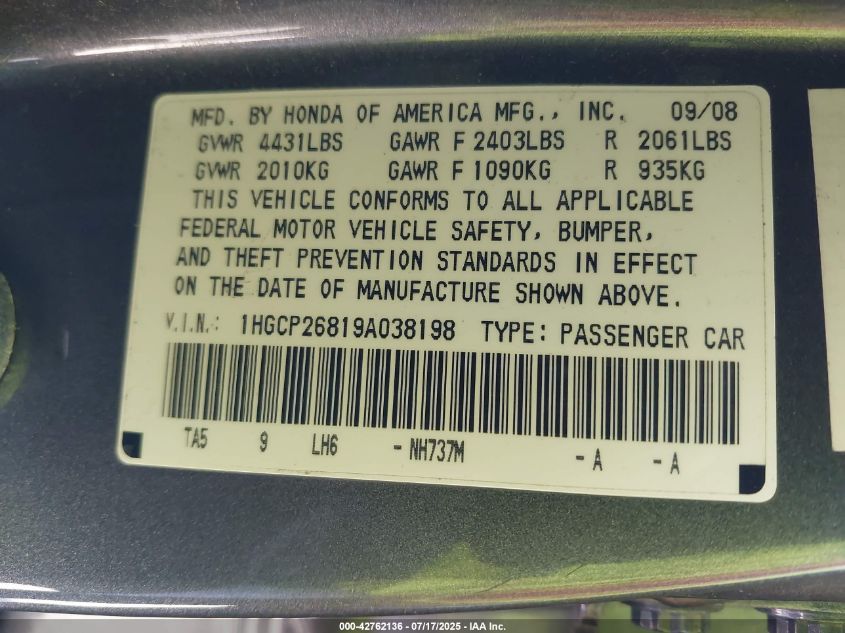 MFD. BY HONDA OF AMERICA MFG., INC. 09/08
GVWR 4431LBS GAWR F 2403LBS R 2061LBS
GVWR 2010KG GAWR F 1090KG R 935KG
THIS VEHICLE CONFORMS TO ALL APPLICABLE
FEDERAL MOTOR VEHICLE SAFETY, BUMPER,
AND THEFT PREVENTION STANDARDS IN EFFECT
ON THE DATE OF MANUFACTURE SHOWN ABOVE.
V.I.N.: 1HGCP26819A038198 TYPE: PASSENGER CAR
TA5 9 LH6 - NH737M - A - A
000-42762136 - 07/17/2025 - IAA Inc.